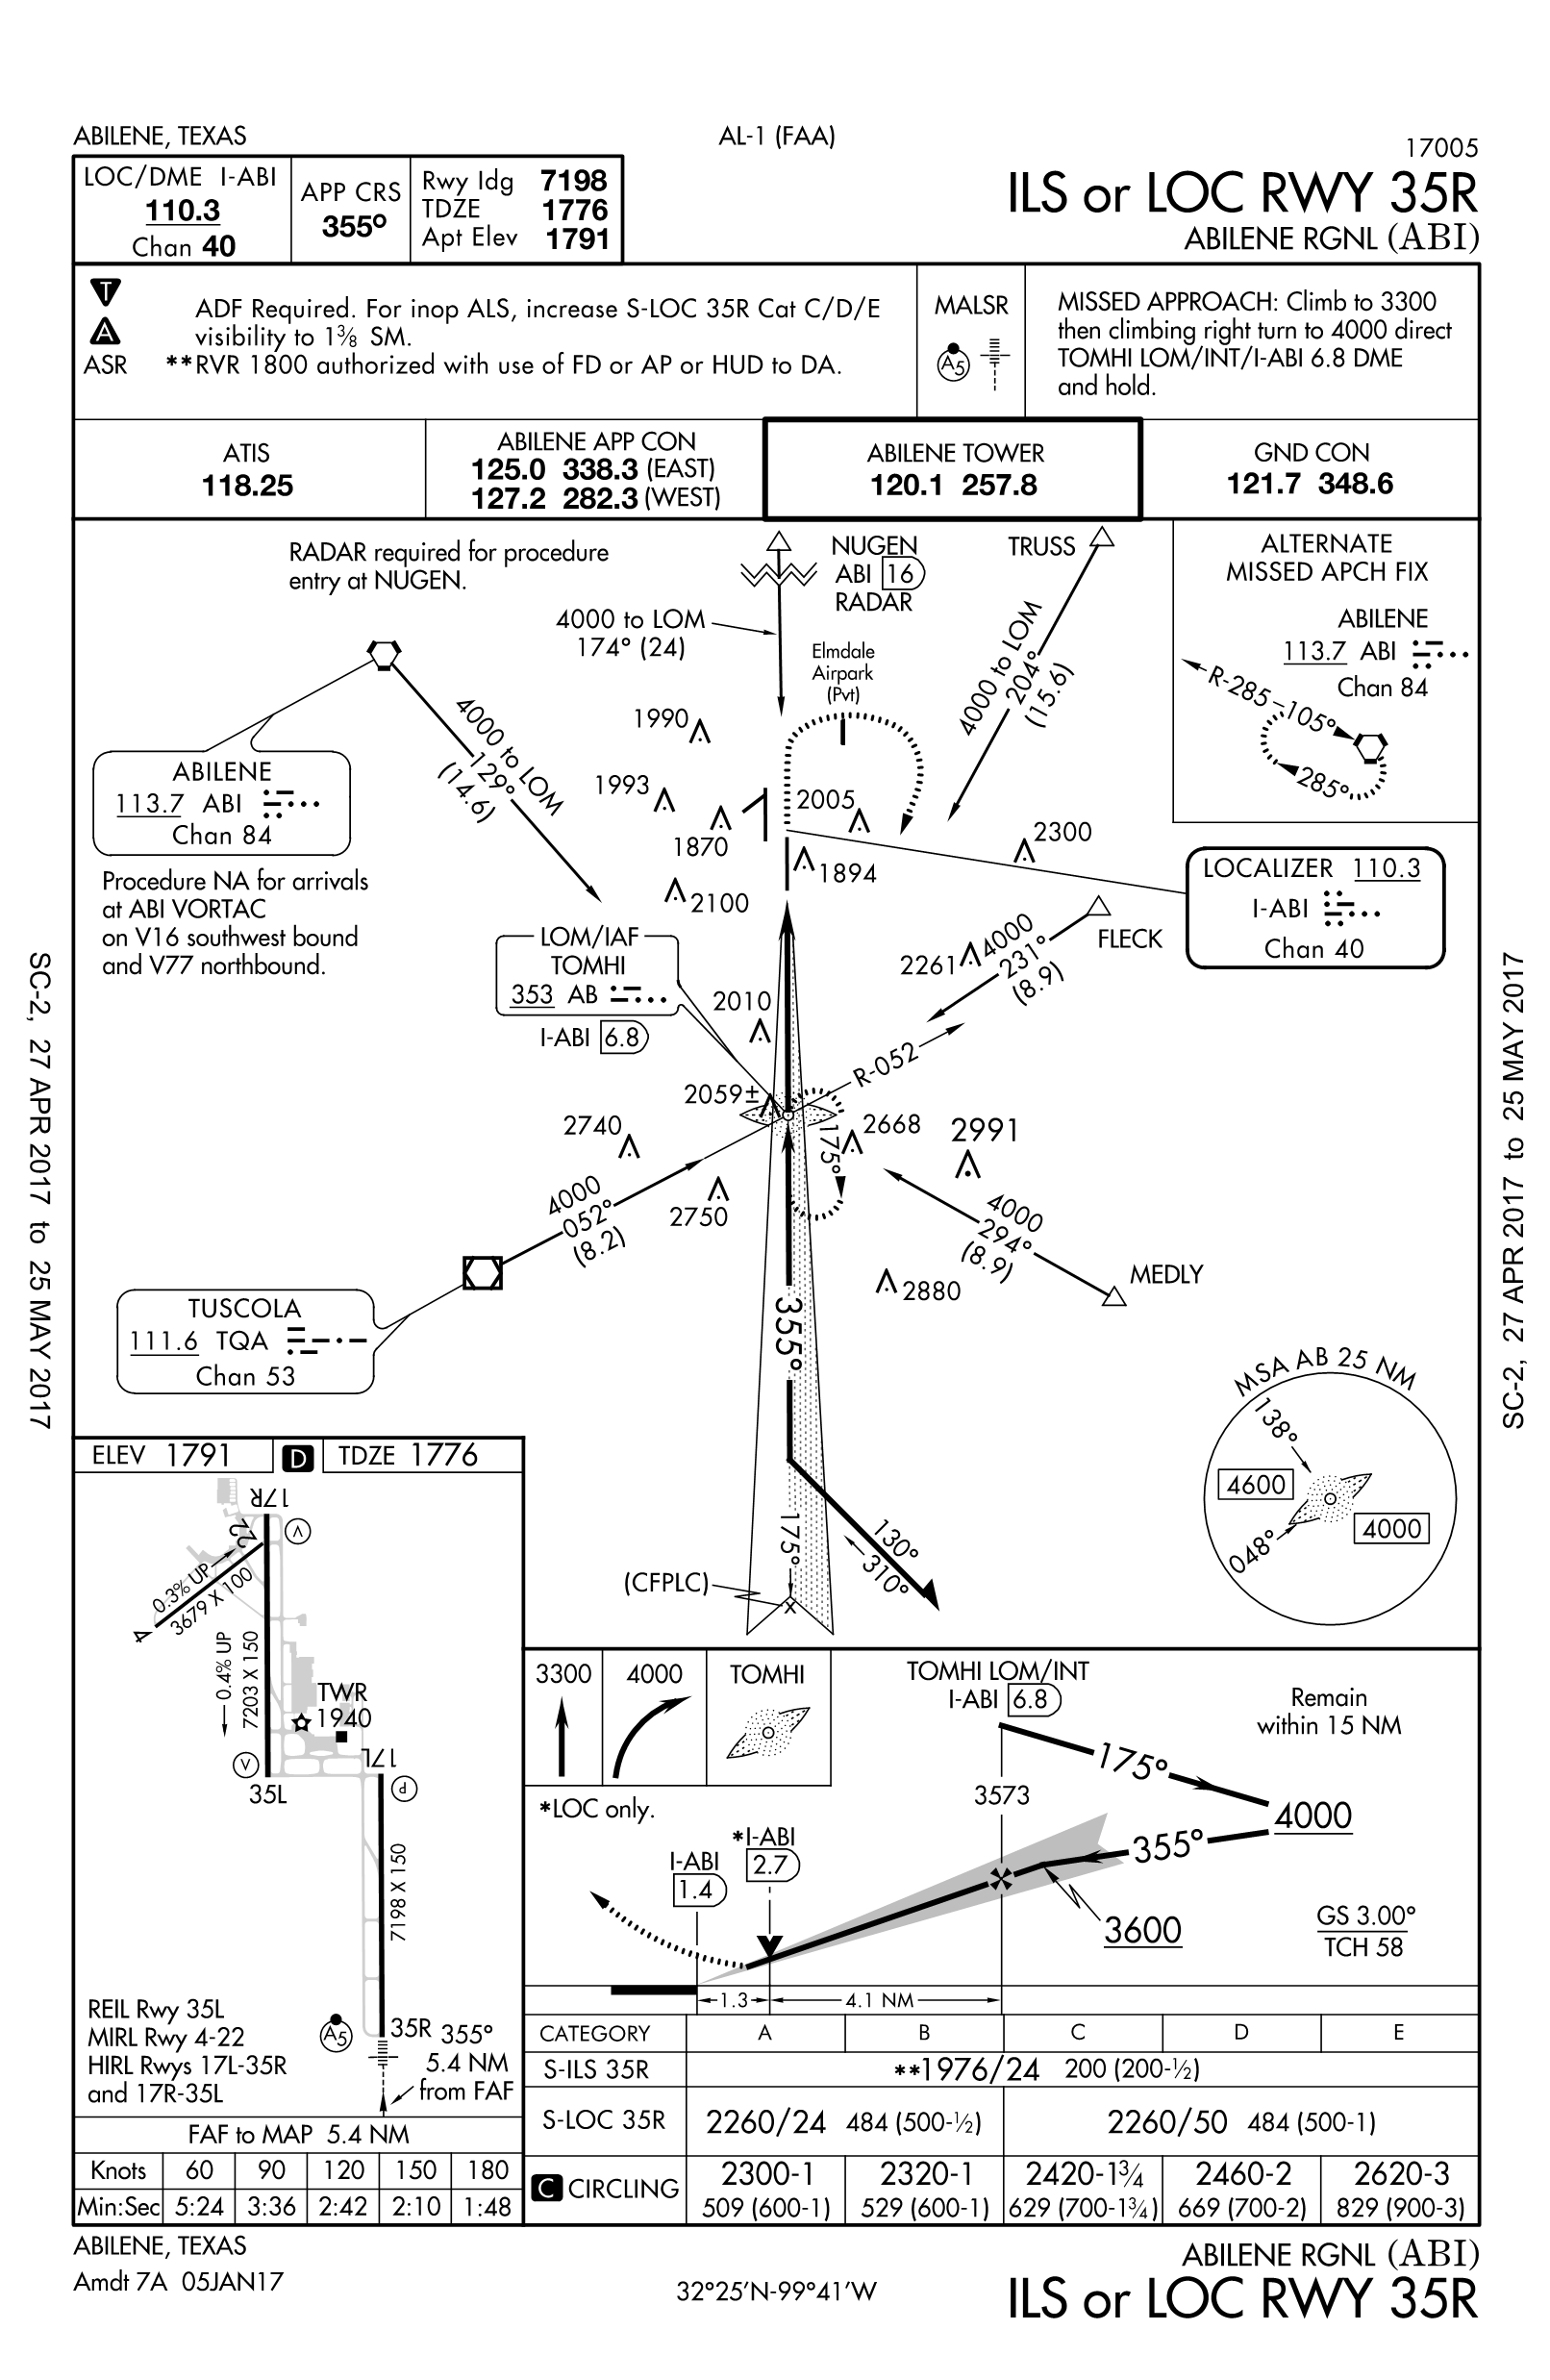 ABILENE, TEXAS
AL-1 (FAA)
17005
LOC/DME I-ABI
110.3
Chan 40
APP CRS
355°
Rwy ldg 7198
TDZE 1776
Apt Elev 1791
ILS or LOC RWY 35R
ABILENE RGNL (ABI)
T
A
ASR
ADF Required. For inop ALS, increase S-LOC 35R Cat C/D/E
visibility to 1⅜ SM.
**RVR 1800 authorized with use of FD or AP or HUD to DA.
MALSR
A5
MISSED APPROACH: Climb to 3300
then climbing right turn to 4000 direct
TOMHI LOM/INT/I-ABI 6.8 DME
and hold.
ATIS
118.25
ABILENE APP CON
125.0 338.3 (EAST)
127.2 282.3 (WEST)
ABILENE TOWER
120.1 257.8
GND CON
121.7 348.6
RADAR required for procedure
entry at NUGEN.
NUGEN
ABI 16
RADAR
TRUSS
4000 to LOM
174° (24)
4000 to LOM
204°
(15.6)
ALTERNATE
MISSED APCH FIX
ABILENE
113.7 ABI
Chan 84
R-285
105°
285°
Elmdale
Airpark
(Pvt)
4000 to LOM
129°
(14.6)
ABILENE
113.7 ABI
Chan 84
Procedure NA for arrivals
at ABI VORTAC
on V16 southwest bound
and V77 northbound.
1990
1993
1870
2100
2005
1894
2300
LOCALIZER 110.3
I-ABI
Chan 40
FLECK
4000
231°
(8.9)
2261
LOM/IAF
TOMHI
353 AB
I-ABI 6.8
2010
R-052
2059±
2740
2750
2668
2991
2880
175°
4000
052°
(8.2)
4000
294°
(8.9)
MEDLY
TUSCOLA
111.6 TQA
Chan 53
355°
175°
130°
310°
(CFPLC)
MSA AB 25 NM
138°
4600
4000
048°
SC-2, 27 APR 2017 to 25 MAY 2017
SC-2, 27 APR 2017 to 25 MAY 2017
ELEV 1791
D
TDZE 1776
17R
V
22
0.3% UP
3679 X 100
4
0.4% UP
7203 X 150
TWR
1940
V
35L
17L
P
7198 X 150
A5
35R 355°
5.4 NM
from FAF
REIL Rwy 35L
MIRL Rwy 4-22
HIRL Rwys 17L-35R
and 17R-35L
FAF to MAP 5.4 NM
Knots 60 90 120 150 180
Min:Sec 5:24 3:36 2:42 2:10 1:48
3300
4000
TOMHI
TOMHI LOM/INT
I-ABI 6.8
Remain
within 15 NM
175°
3573
4000
355°
*LOC only.
*I-ABI
2.7
I-ABI
1.4
3600
GS 3.00°
TCH 58
1.3
4.1 NM
CATEGORY A B C D E
S-ILS 35R **1976/24 200 (200-½)
S-LOC 35R 2260/24 484 (500-½) 2260/50 484 (500-1)
C CIRCLING
2300-1 2320-1 2420-1¾ 2460-2 2620-3
509 (600-1) 529 (600-1) 629 (700-1¾) 669 (700-2) 829 (900-3)
ABILENE, TEXAS
Amdt 7A 05JAN17
32°25'N-99°41'W
ABILENE RGNL (ABI)
ILS or LOC RWY 35R